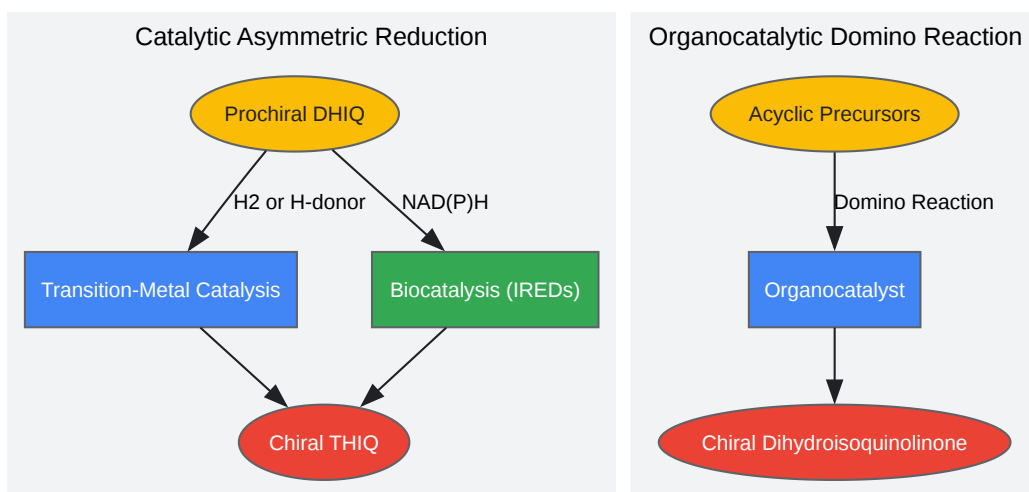 Catalytic Asymmetric Reduction
Prochiral DHIQ
H2 or H-donor
NAD(P)H
Transition-Metal Catalysis
Biocatalysis (IREDs)
Chiral THIQ
Organocatalytic Domino Reaction
Acyclic Precursors
Domino Reaction
Organocatalyst
Chiral Dihydroisoquinolinone